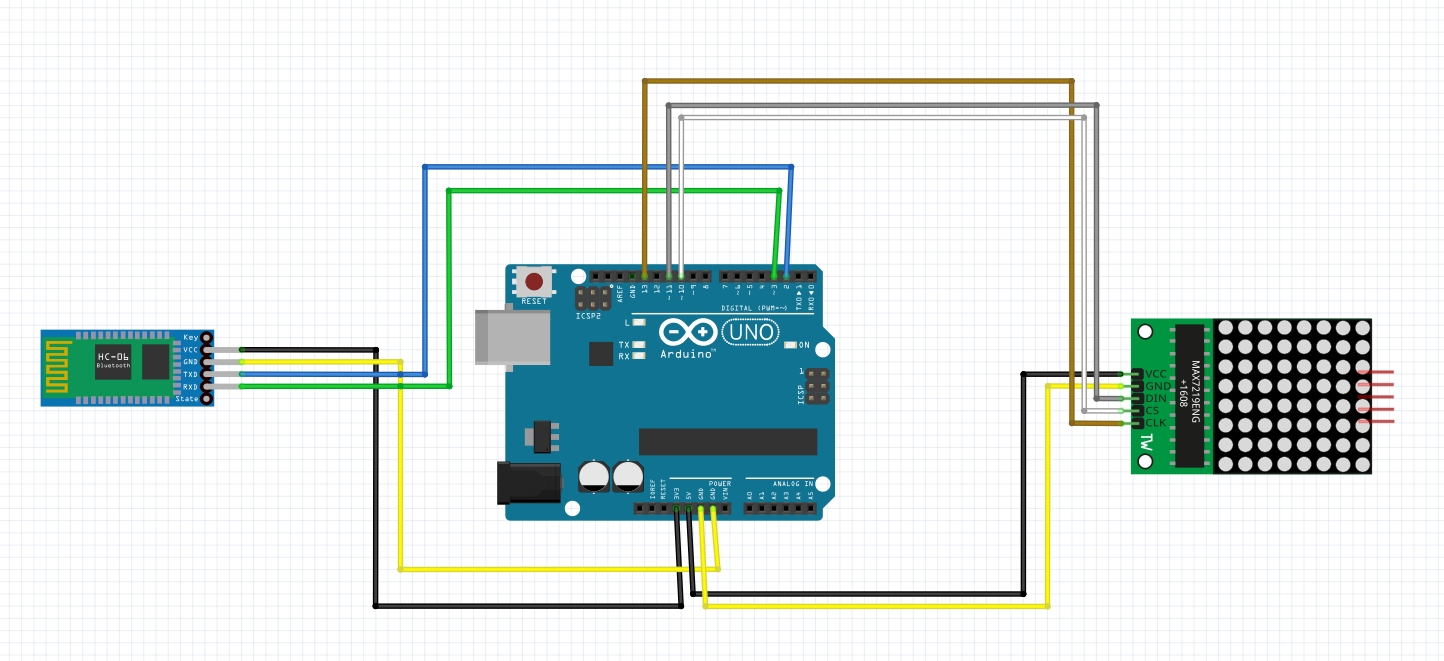 HC-06
Bluetooth
Key
VCC
GND
TXD
RXD
State
RESET
ICSP2
AREF
GND
13
12
~11
~10
~9
8
7
~6
~5
4
~3
2
TXD▶1
RXD◀0
DIGITAL (PWM=~)
L
TX
RX
Arduino™
UNO
ON
1
ICSP
IOREF
RESET
3V3
5V
GND
GND
VIN
POWER
ANALOG IN
A0
A1
A2
A3
A4
A5
VCC
GND
DIN
CS
CLK
TW
MAX7219ENG
+1608